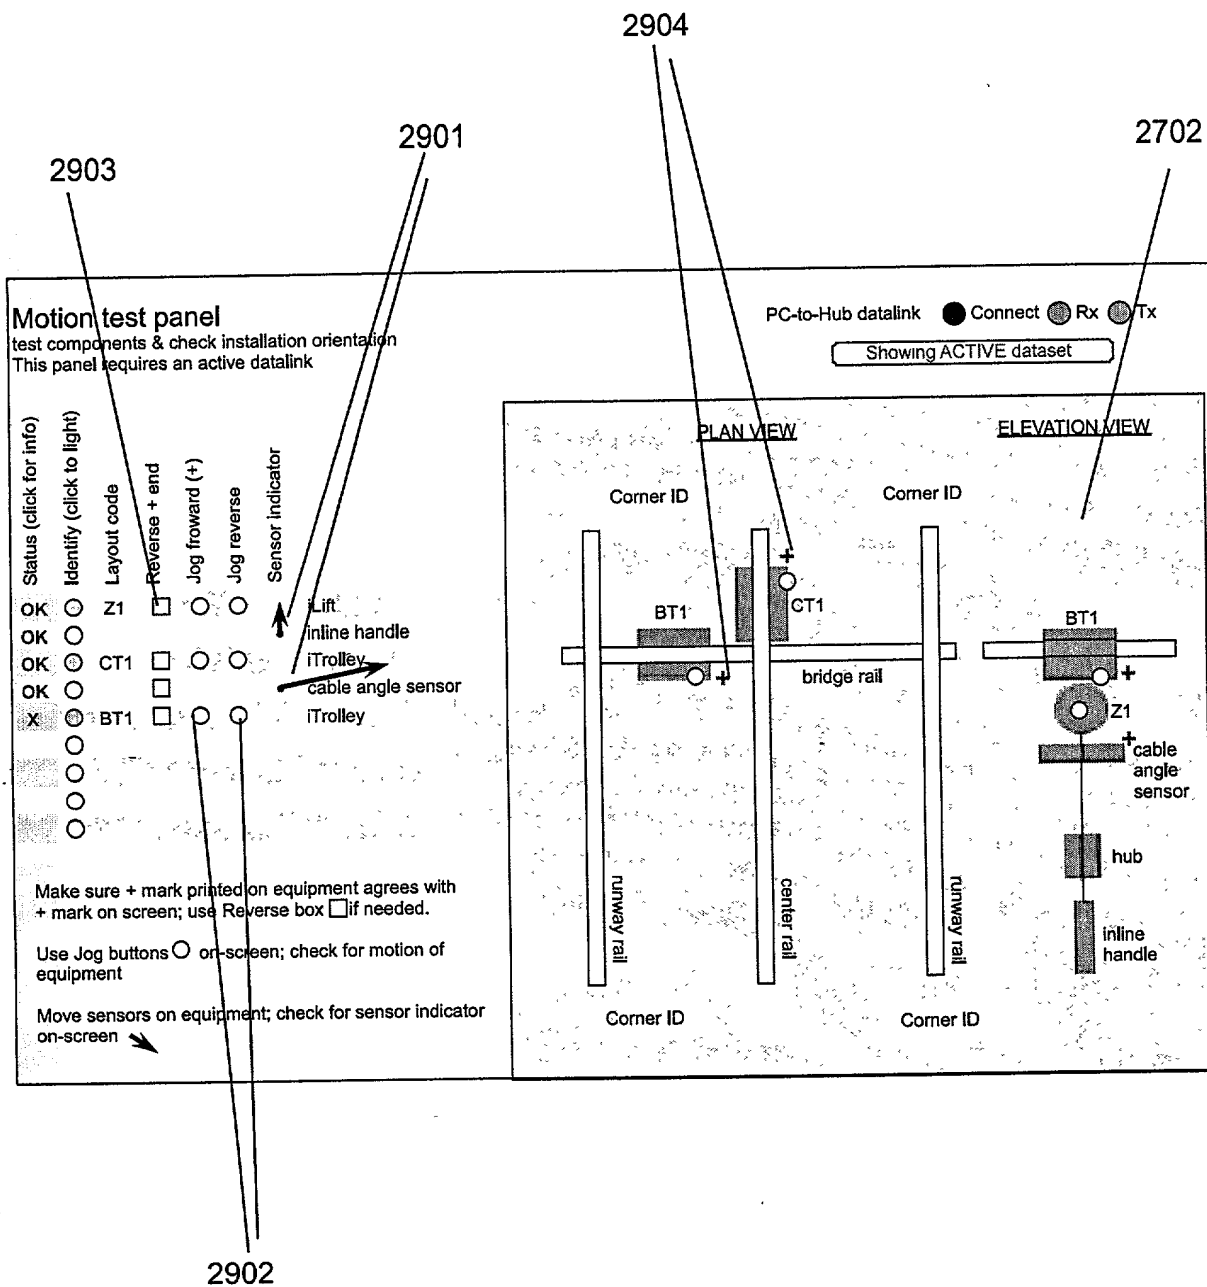 2904
2901
2702
2903
Motion test panel
test components & check installation orientation
This panel requires an active datalink
PC-to-Hub datalink Connect Rx Tx
Showing ACTIVE dataset
Status (click for info)
Identify (click to light)
Layout code
Reverse + end
Jog froward (+)
Jog reverse
Sensor indicator
OK Z1 iLift
OK inline handle
OK CT1 iTrolley
OK cable angle sensor
X BT1 iTrolley
Make sure + mark printed on equipment agrees with
+ mark on screen; use Reverse box if needed.
Use Jog buttons on-screen; check for motion of
equipment
Move sensors on equipment; check for sensor indicator
on-screen
PLAN VIEW
ELEVATION VIEW
Corner ID
Corner ID
+
BT1
CT1
+
bridge rail
runway rail
center rail
runway rail
Corner ID
Corner ID
BT1
+
Z1
+
cable
angle
sensor
hub
inline
handle
2902